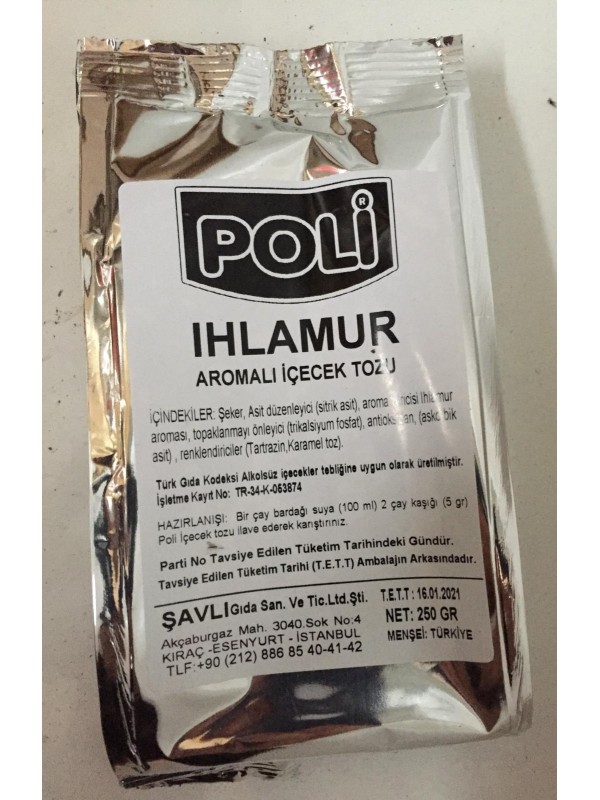 POLİ ®
IHLAMUR
AROMALI İÇECEK TOZU
İÇİNDEKİLER: Şeker, Asit düzenleyici (sitrik asit), aroma Ihlamur
aroması, topaklanmayı önleyici (trikalsiyum fosfat),
asit) , renklendiriciler (Tartrazin,Karamel toz).
Türk Gıda Kodeksi Alkolsüz içecekler tebliğine uygun olarak üretilmiştir.
İşletme Kayıt No: TR-34-K-053874
HAZIRLANIŞI: Bir çay bardağı suya (100 ml) 2 çay kaşığı (5 gr)
Poli İçecek tozu ilave ederek karıştırınız.
Parti No Tavsiye Edilen Tüketim Tarihindeki Gündür.
Tavsiye Edilen Tüketim Tarihi (T.E.T.T) Ambalajın Arkasındadır.
ŞAVLI Gıda San. Ve Tic.Ltd.Şti.
Akçaburgaz Mah. 3040.Sok No:4
KIRAÇ -ESENYURT - İSTANBUL
TLF:+90 (212) 886 85 40-41-42
T.E.T.T : 16.01.2021
NET: 250 GR
MENŞEİ: TÜRKİYE